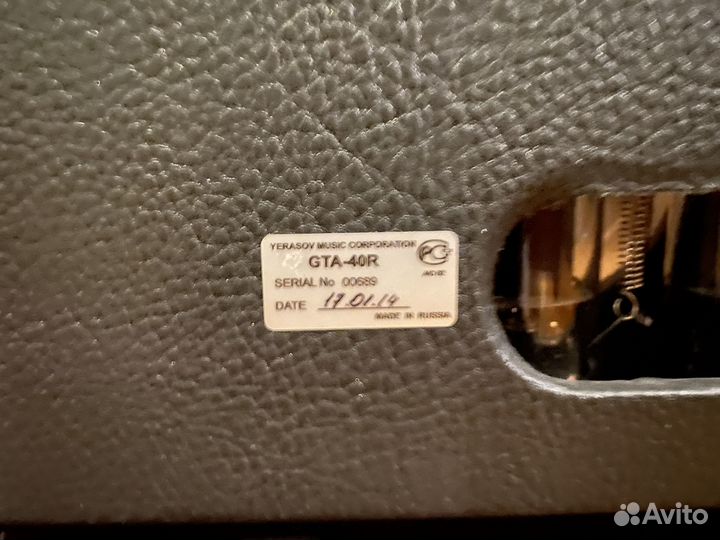 YERASOV MUSIC CORPORATION
GTA-40R
SERIAL No 00689
DATE 17.01.14
MADE IN RUSSIA
Avito